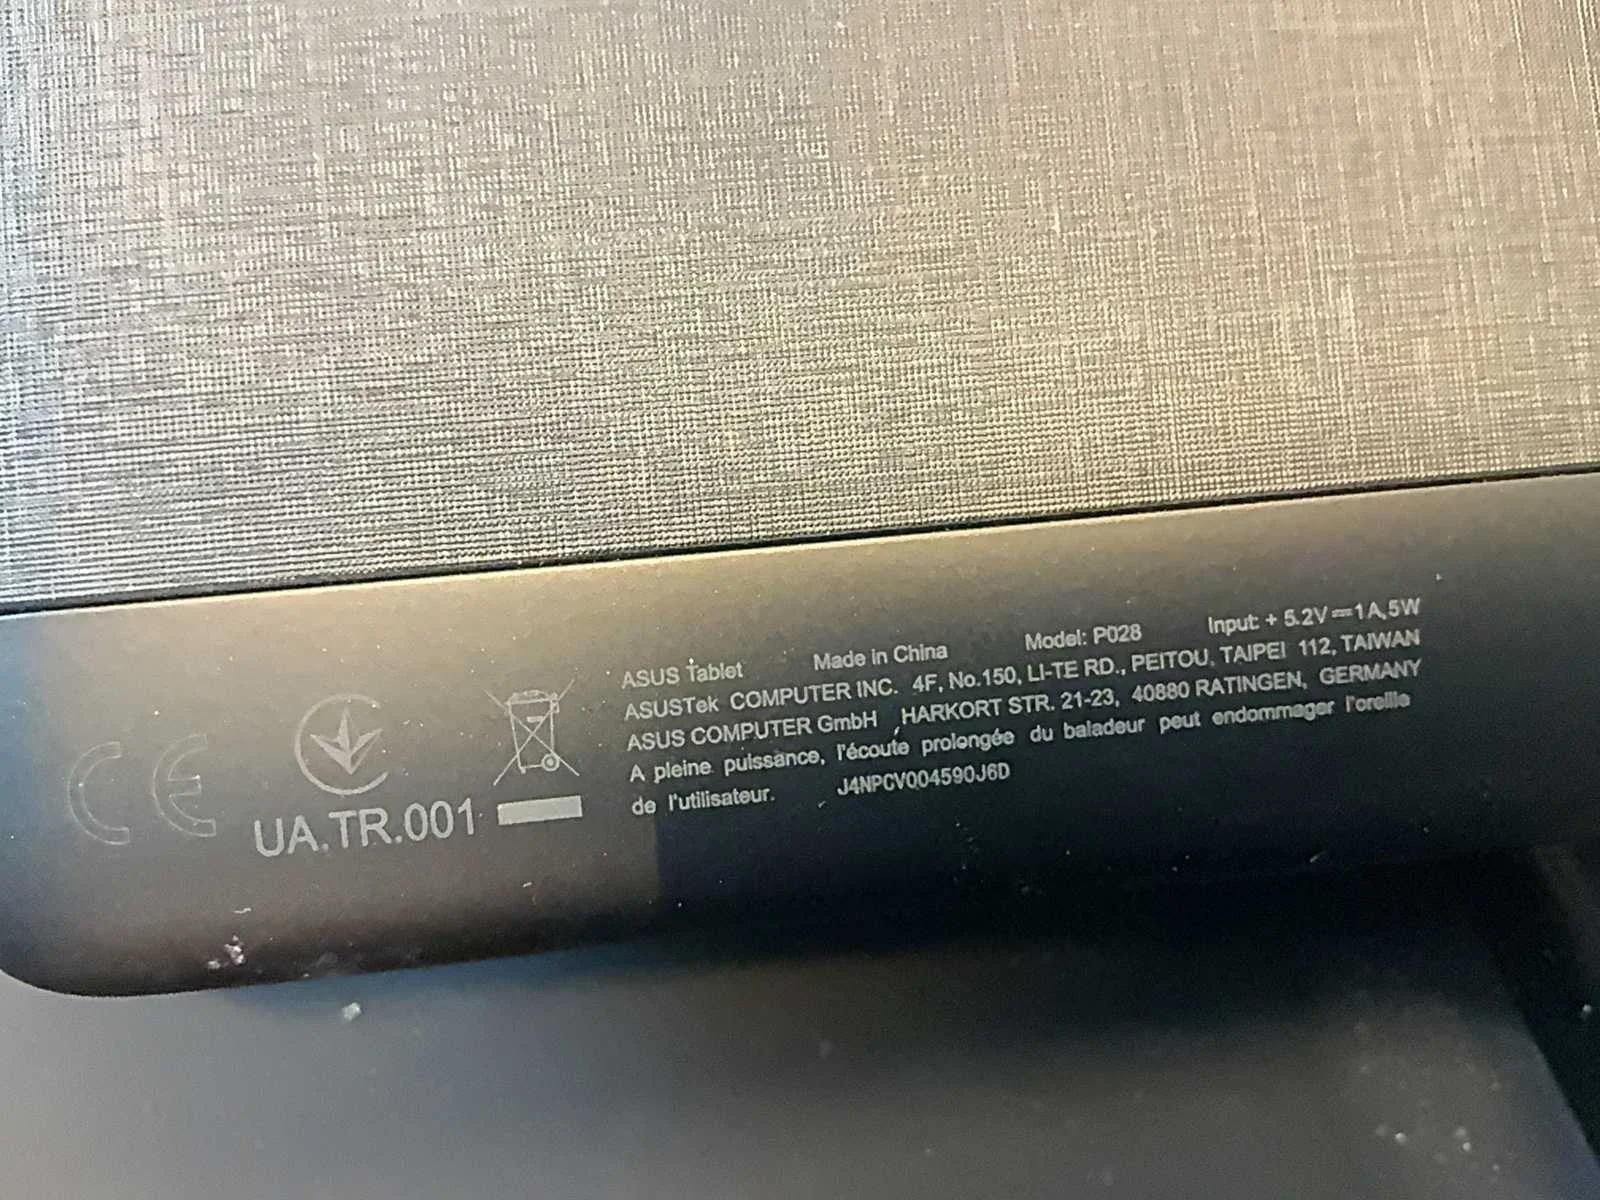 ASUS Tablet Made in China Model: P028 Input: + 5.2V⎓1A,5W
ASUSTek COMPUTER INC. 4F, No.150, LI-TE RD., PEITOU, TAIPEI 112, TAIWAN
ASUS COMPUTER GmbH HARKORT STR. 21-23, 40880 RATINGEN, GERMANY
A pleine puissance, l'écoute prolongée du baladeur peut endommager l'oreille
de l'utilisateur. J4NPCV004590J6D
CE
UA.TR.001